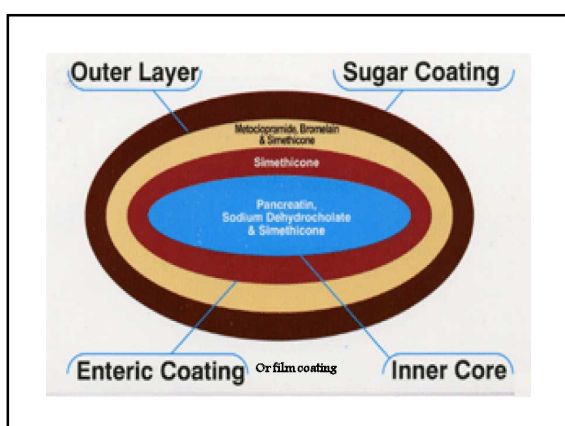 Outer Layer
Sugar Coating
Metoclopramide, Bromelain
& Simethicone
Simethicone
Pancreatin,
Sodium Dehydrocholate
& Simethicone
Enteric Coating
Or film coating
Inner Core